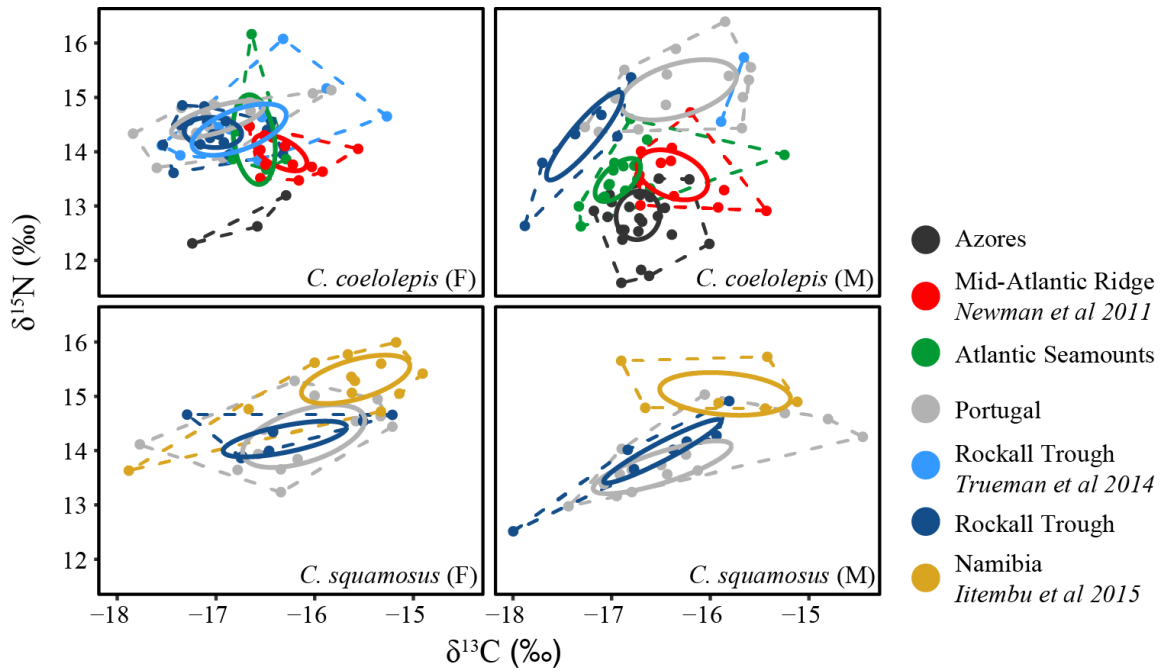 δ15N (‰)
16
15
14
13
12
C. coelolepis (F)
C. coelolepis (M)
16
15
14
13
12
C. squamosus (F)
C. squamosus (M)
−18
−17
−16
−15
−18
−17
−16
−15
δ13C (‰)
Azores
Mid-Atlantic Ridge
Newman et al 2011
Atlantic Seamounts
Portugal
Rockall Trough
Trueman et al 2014
Rockall Trough
Namibia
Iitembu et al 2015